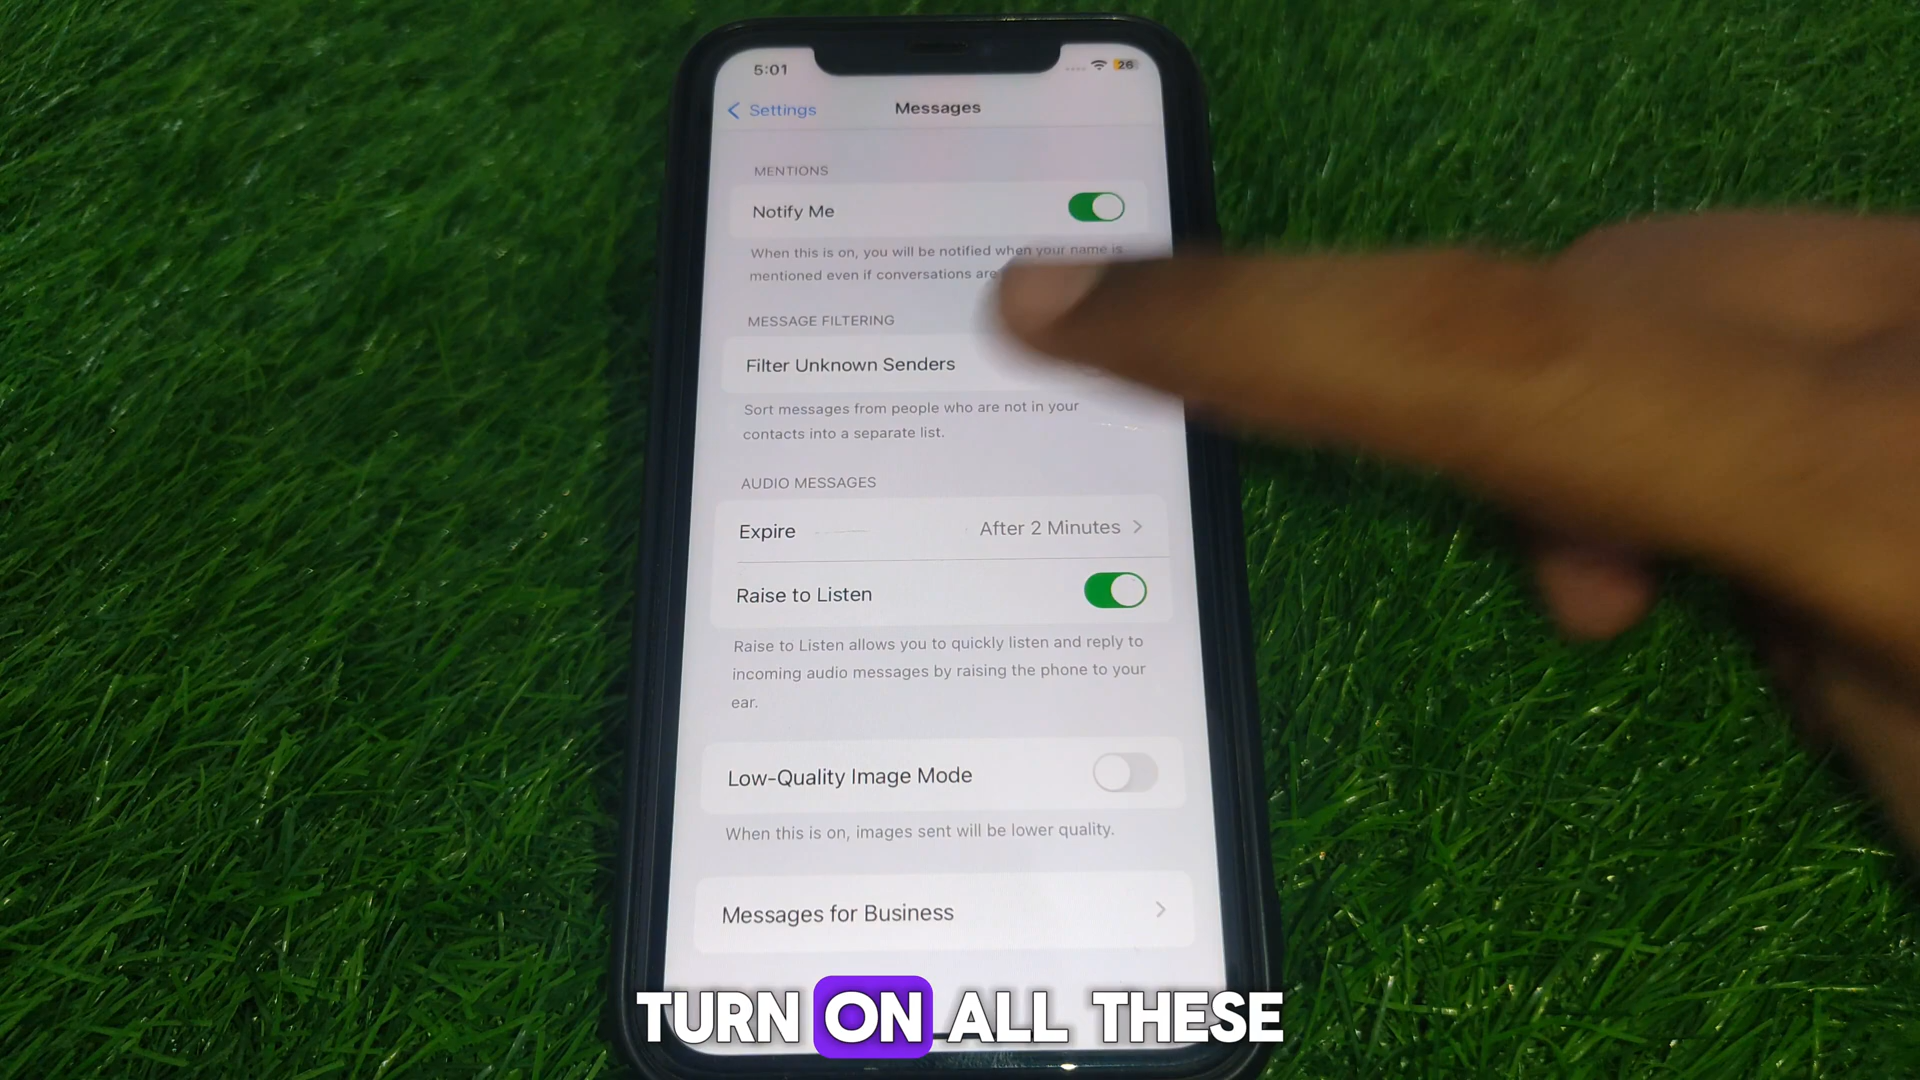 5:01
26
Settings
Messages
MENTIONS
Notify Me
When this is on, you will be notified when your name is
mentioned even if conversations are
MESSAGE FILTERING
Filter Unknown Senders
Sort messages from people who are not in your
contacts into a separate list.
AUDIO MESSAGES
Expire After 2 Minutes
Raise to Listen
Raise to Listen allows you to quickly listen and reply to
incoming audio messages by raising the phone to your
ear.
Low-Quality Image Mode
When this is on, images sent will be lower quality.
Messages for Business
TURN ON ALL THESE